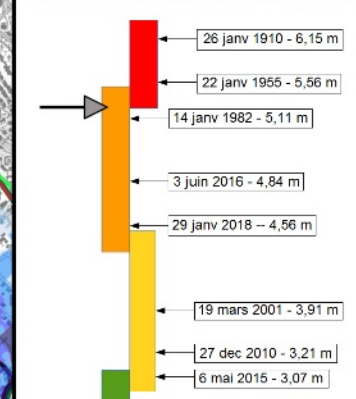 26 janv 1910 - 6,15 m
22 janv 1955 - 5,56 m
14 janv 1982 - 5,11 m
3 juin 2016 - 4,84 m
29 janv 2018 -- 4,56 m
19 mars 2001 - 3,91 m
27 dec 2010 - 3,21 m
6 mai 2015 - 3,07 m